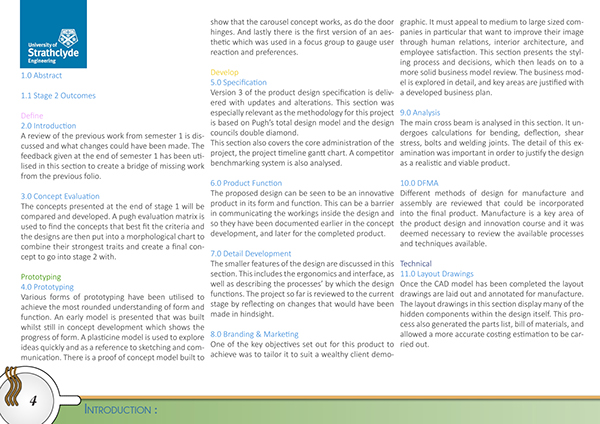 University of
Strathclyde
Engineering
1.0 Abstract
1.1 Stage 2 Outcomes
Define
2.0 Introduction
A review of the previous work from semester 1 is dis-
cussed and what changes could have been made. The
feedback given at the end of semester 1 has been uti-
lised in this section to create a bridge of missing work
from the previous folio.
3.0 Concept Evaluation
The concepts presented at the end of stage 1 will be
compared and developed. A pugh evaluation matrix is
used to find the concepts that best fit the criteria and
the designs are then put into a morphological chart to
combine their strongest traits and create a final con-
cept to go into stage 2 with.
Prototyping
4.0 Prototyping
Various forms of prototyping have been utilised to
achieve the most rounded understanding of form and
function. An early model is presented that was built
whilst still in concept development which shows the
progress of form. A plasticine model is used to explore
ideas quickly and as a reference to sketching and com-
munication. There is a proof of concept model built to
show that the carousel concept works, as do the door
hinges. And lastly there is the first version of an aes-
thetic which was used in a focus group to gauge user
reaction and preferences.
Develop
5.0 Specification
Version 3 of the product design specification is deliv-
ered with updates and alterations. This section was
especially relevant as the methodology for this project
is based on Pugh's total design model and the design
councils double diamond.
This section also covers the core administration of the
project, the project timeline gantt chart. A competitor
benchmarking system is also analysed.
6.0 Product Function
The proposed design can be seen to be an innovative
product in its form and function. This can be a barrier
in communicating the workings inside the design and
so they have been documented earlier in the concept
development, and later for the completed product.
7.0 Detail Development
The smaller features of the design are discussed in this
section. This includes the ergonomics and interface, as
well as describing the processes' by which the design
functions. The project so far is reviewed to the current
stage by reflecting on changes that would have been
made in hindsight.
8.0 Branding & Marketing
One of the key objectives set out for this product to
achieve was to tailor it to suit a wealthy client demo-
graphic. It must appeal to medium to large sized com-
panies in particular that want to improve their image
through human relations, interior architecture, and
employee satisfaction. This section presents the styl-
ing process and decisions, which then leads on to a
more solid business model review. The business mod-
el is explored in detail, and key areas are justified with
a developed business plan.
9.0 Analysis
The main cross beam is analysed in this section. It un-
dergoes calculations for bending, deflection, shear
stress, bolts and welding joints. The detail of this ex-
amination was important in order to justify the design
as a realistic and viable product.
10.0 DFMA
Different methods of design for manufacture and
assembly are reviewed that could be incorporated
into the final product. Manufacture is a key area of
the product design and innovation course and it was
deemed necessary to review the available processes
and techniques available.
Technical
11.0 Layout Drawings
Once the CAD model has been completed the layout
drawings are laid out and annotated for manufacture.
The layout drawings in this section display many of the
hidden components within the design itself. This pro-
cess also generated the parts list, bill of materials, and
allowed a more accurate costing estimation to be car-
ried out.
4
Introduction :